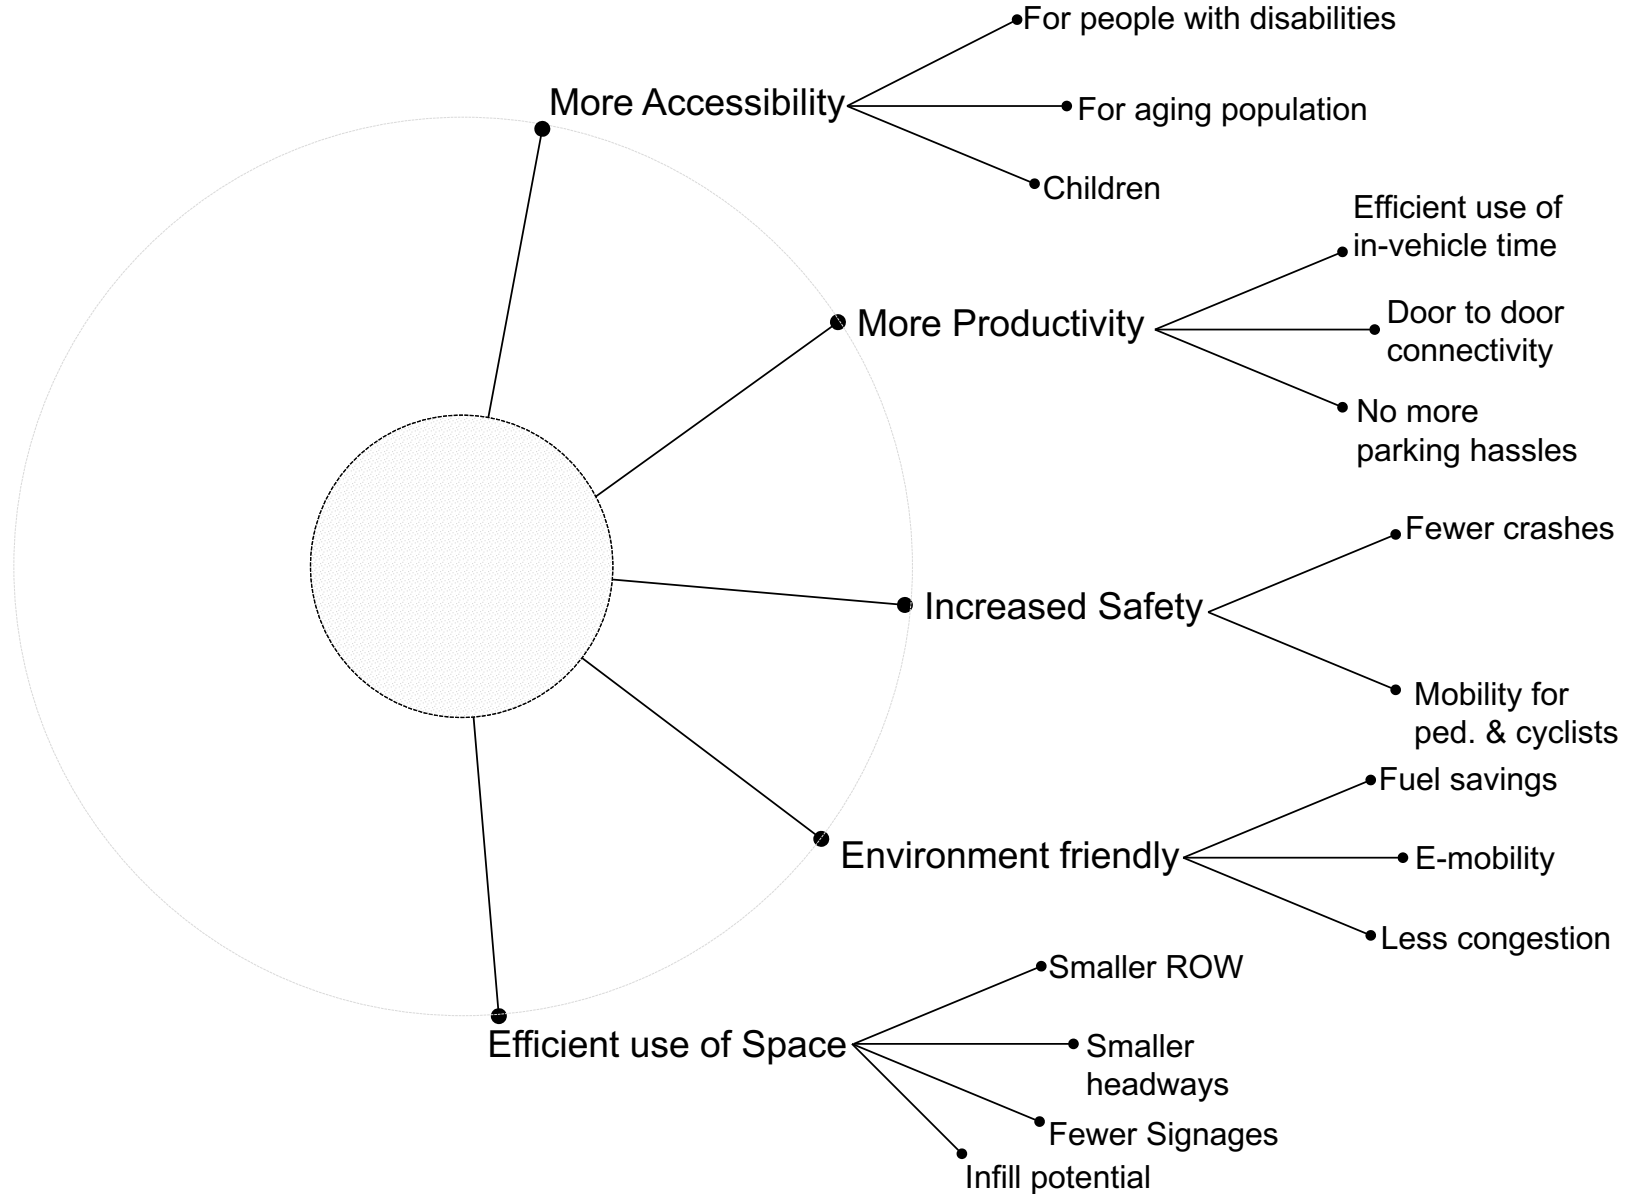 More Accessibility
For people with disabilities
For aging population
Children
More Productivity
Efficient use of
in-vehicle time
Door to door
connectivity
No more
parking hassles
Increased Safety
Fewer crashes
Mobility for
ped. & cyclists
Environment friendly
Fuel savings
E-mobility
Less congestion
Efficient use of Space
Smaller ROW
Smaller
headways
Fewer Signages
Infill potential